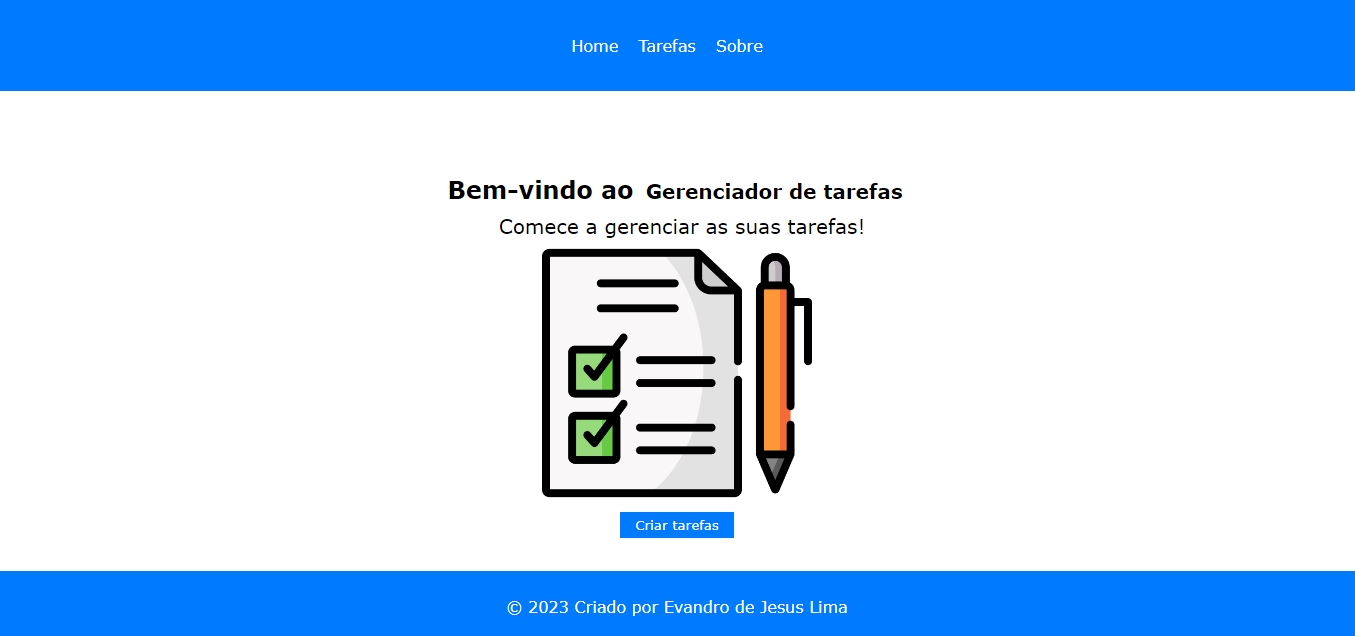 Home Tarefas Sobre
Bem-vindo ao Gerenciador de tarefas
Comece a gerenciar as suas tarefas!
Criar tarefas
© 2023 Criado por Evandro de Jesus Lima